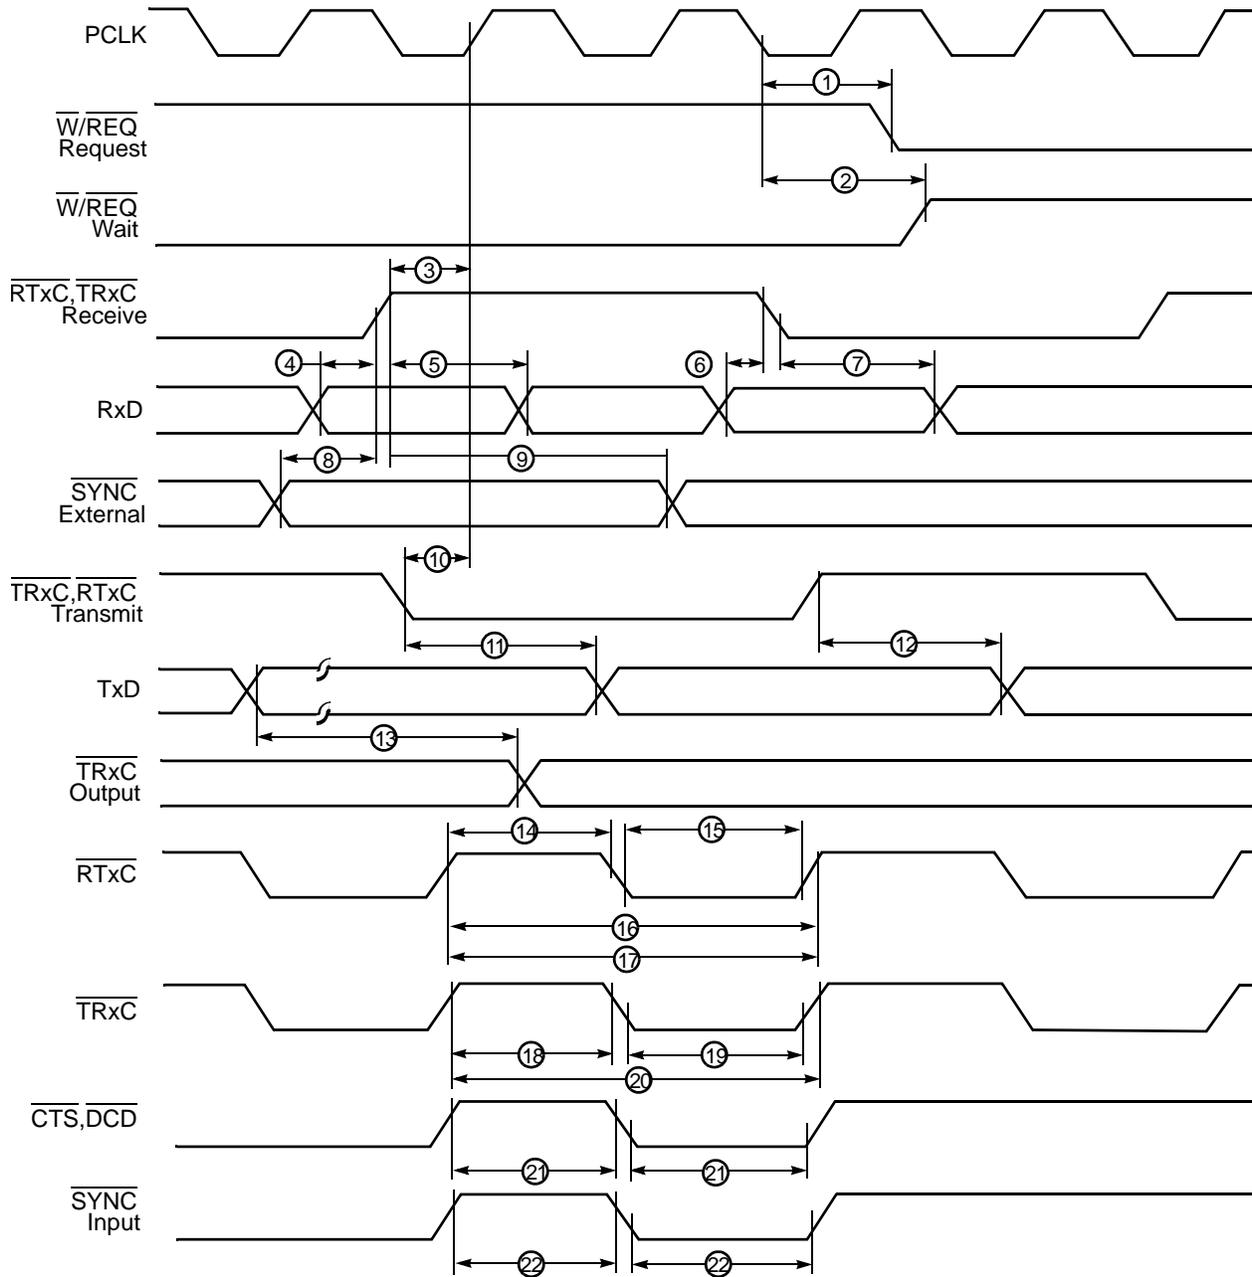 PCLK
1
W/REQ
Request
2
W/REQ
Wait
3
RTxC,TRxC
Receive
4
5
6
7
RxD
8
9
SYNC
External
10
TRxC,RTxC
Transmit
11
12
TxD
13
TRxC
Output
14
15
RTxC
16
17
TRxC
18
19
20
CTS,DCD
21
21
SYNC
Input
22
22